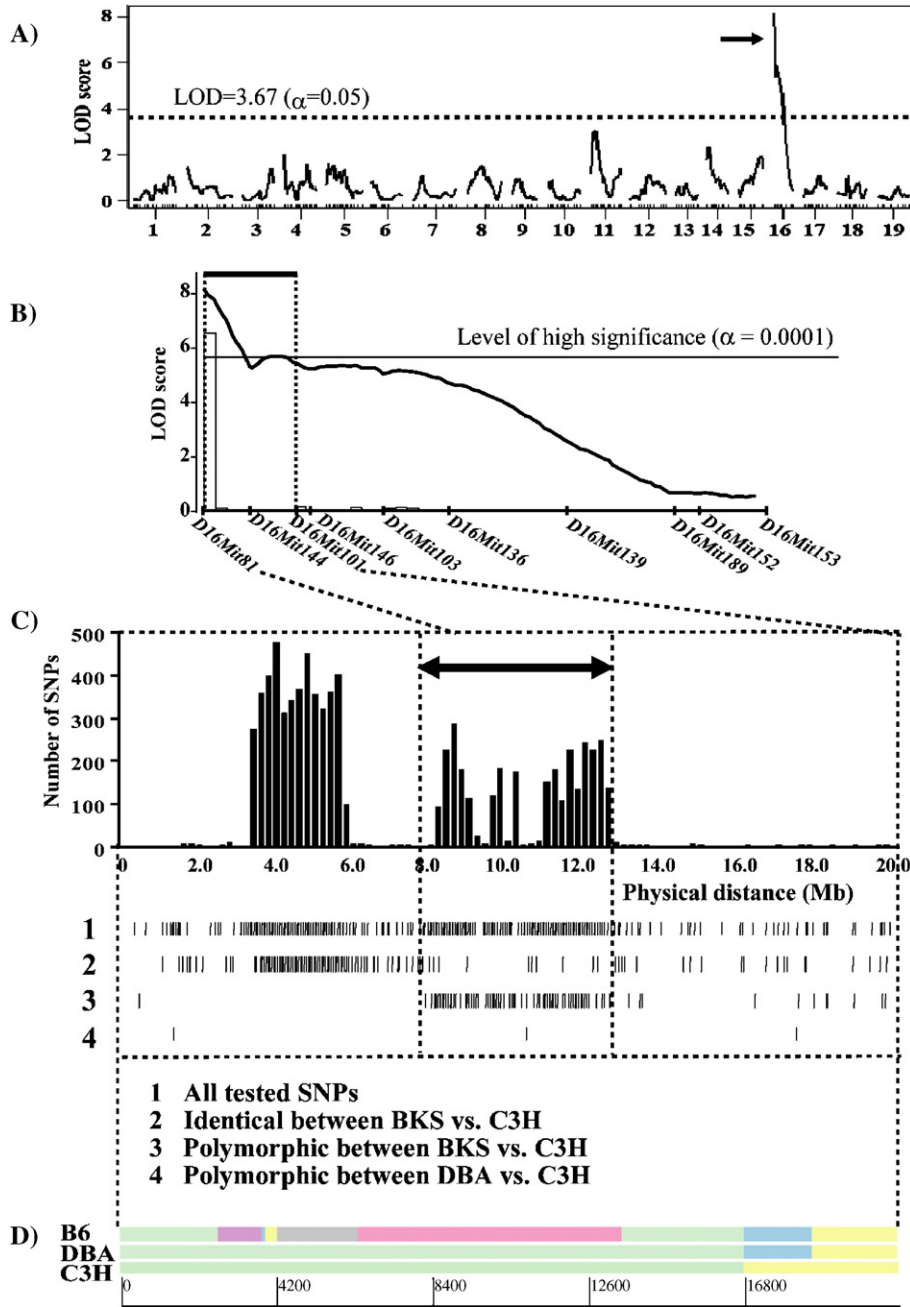 A)
LOD score
8
6
4
2
0
LOD=3.67 (α=0.05)
1 2 3 4 5 6 7 8 9 10 11 12 13 14 15 16 17 18 19
B)
LOD score
8
6
4
2
0
Level of high significance (α = 0.0001)
D16Mit81
D16Mit144
D16Mit101
D16Mit146
D16Mit103
D16Mit136
D16Mit139
D16Mit189
D16Mit152
D16Mit153
C)
Number of SNPs
500
400
300
200
100
0
0 2.0 4.0 6.0 8.0 10.0 12.0 14.0 16.0 18.0 20.0
Physical distance (Mb)
1
2
3
4
1 All tested SNPs
2 Identical between BKS vs. C3H
3 Polymorphic between BKS vs. C3H
4 Polymorphic between DBA vs. C3H
D)
B6
DBA
C3H
0 4200 8400 12600 16800